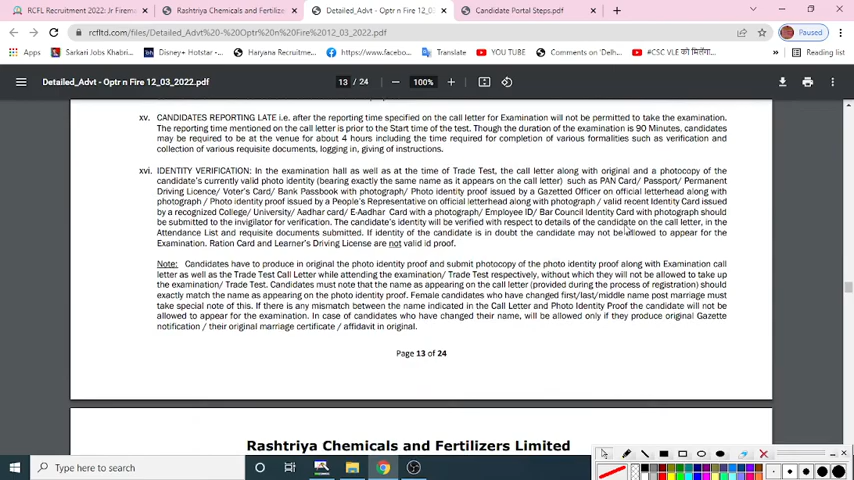 RCFL Recruitment 2022: Jr Firem
Rashtriya Chemicals and Fertilize
Detailed_Advt - Optr n Fire 12_0
Candidate Portal Steps.pdf
rcfltd.com/files/Detailed_Advt%20-%20Optr%20n%20Fire%2012_03_2022.pdf
Apps
Sarkari Jobs Khabri...
Disney+ Hotstar -...
Haryana Recruitme...
https://www.facebo...
Translate
YOU TUBE
Comments on 'Delh...
#CSC VLE को मिलेगा...
Reading list
Detailed_Advt - Optr n Fire 12_03_2022.pdf
13 / 24
100%
xv. CANDIDATES REPORTING LATE i.e. after the reporting time specified on the call letter for Examination will not be permitted to take the examination.
The reporting time mentioned on the call letter is prior to the Start time of the test. Though the duration of the examination is 90 Minutes, candidates
may be required to be at the venue for about 4 hours including the time required for completion of various formalities such as verification and
collection of various requisite documents, logging in, giving of instructions.
xvi. IDENTITY VERIFICATION: In the examination hall as well as at the time of Trade Test, the call letter with original and a photocopy of the
candidate's currently valid photo identity (bearing exactly the same name as it appears on the call letter) such as PAN Card/ Passport/ Permanent
Driving Licence/ Voter's Card/ Bank Passbook with photograph/ Photo identity proof issued by a Gazetted Officer on official letterhead along with
photograph / Photo identity proof issued by a People's Representative on official letterhead along with photograph / valid recent Identity Card issued
by a recognized College/ University/ Aadhar card/ E-Aadhar Card with a photograph/ Employee ID/ Bar Council Identity Card with photograph should
be submitted to the invigilator for verification. The candidate's identity will be verified with respect to details of the candidate on the call letter, in the
Attendance List and requisite documents submitted. If identity of the candidate is in doubt the candidate may not be allowed to appear for the
Examination. Ration Card and Learner's Driving License are not valid id proof.
Note: Candidates have to produce in original the photo identity proof and submit photocopy of the photo identity proof along with Examination call
letter as well as the Trade Test Call Letter while attending the examination/ Trade Test respectively, without which they will not be allowed to take up
the examination/ Trade Test. Candidates must note that the name as appearing on the call letter (provided during the process of registration) should
exactly match the name as appearing on the photo identity proof. Female candidates who have changed first/last/middle name post marriage must
take special note of this. If there is any mismatch between the name indicated in the Call Letter and Photo Identity Proof the candidate will not be
allowed to appear for the examination. In case of candidates who have changed their name, will be allowed only if they produce original Gazette
notification / their original marriage certificate / affidavit in original.
Page 13 of 24
Rashtriya Chemicals and Fertilizers Limited
Type here to search